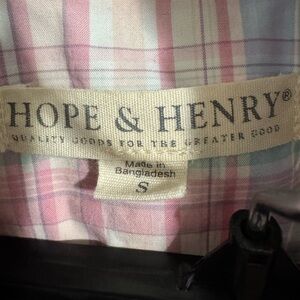 HOPE & HENRY®
QUALITY GOODS FOR THE GREATER GOOD
Made in
Bangladesh
S